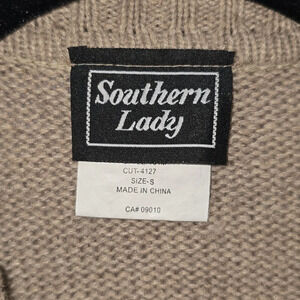 Southern
Lady
CUT-4127
SIZE-S
MADE IN CHINA
CA# 09010